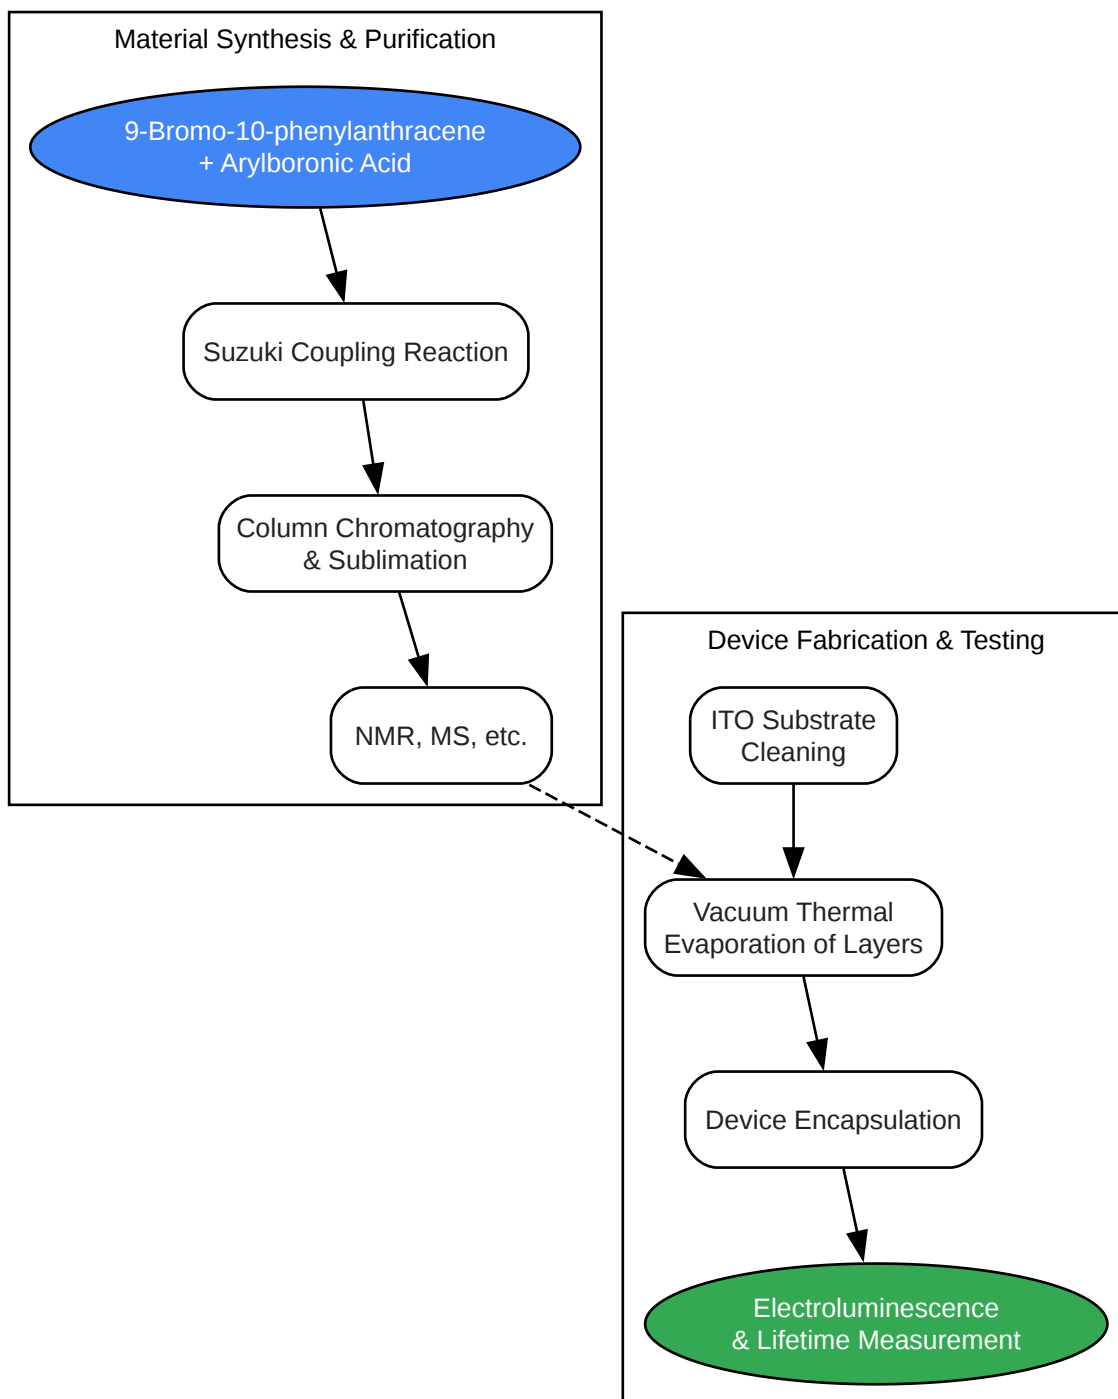 Material Synthesis & Purification
9-Bromo-10-phenylanthracene
+ Arylboronic Acid
Suzuki Coupling Reaction
Column Chromatography
& Sublimation
NMR, MS, etc.
Device Fabrication & Testing
ITO Substrate
Cleaning
Vacuum Thermal
Evaporation of Layers
Device Encapsulation
Electroluminescence
& Lifetime Measurement